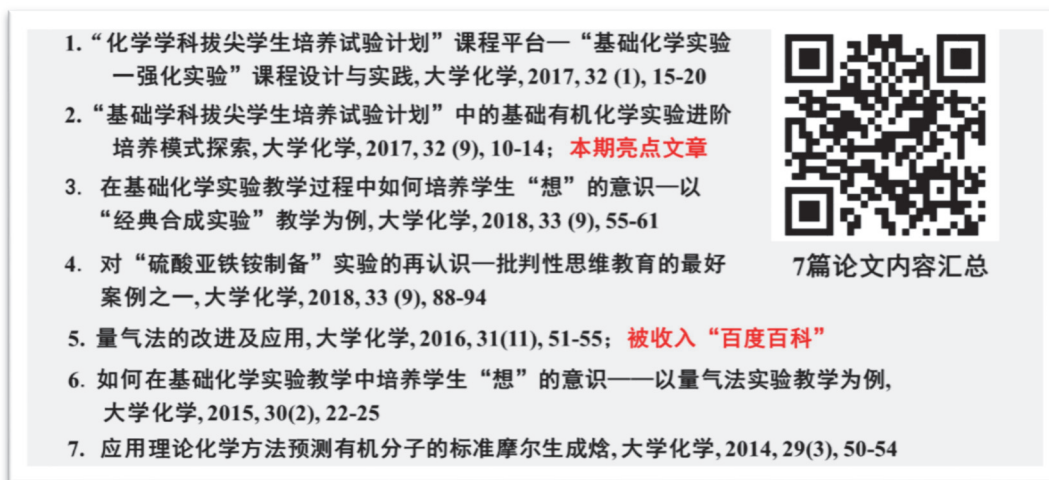 1. “化学学科拔尖学生培养试验计划”课程平台—“基础化学实验
—强化实验”课程设计与实践, 大学化学, 2017, 32 (1), 15-20
2. “基础学科拔尖学生培养试验计划”中的基础有机化学实验进阶
培养模式探索, 大学化学, 2017, 32 (9), 10-14；本期亮点文章
3. 在基础化学实验教学过程中如何培养学生“想”的意识—以
“经典合成实验”教学为例, 大学化学, 2018, 33 (9), 55-61
4. 对“硫酸亚铁铵制备”实验的再认识—批判性思维教育的最好
案例之一, 大学化学, 2018, 33 (9), 88-94
5. 量气法的改进及应用, 大学化学, 2016, 31(11), 51-55；被收入“百度百科”
6. 如何在基础化学实验教学中培养学生“想”的意识——以量气法实验教学为例,
大学化学, 2015, 30(2), 22-25
7. 应用理论化学方法预测有机分子的标准摩尔生成焓, 大学化学, 2014, 29(3), 50-54
7篇论文内容汇总